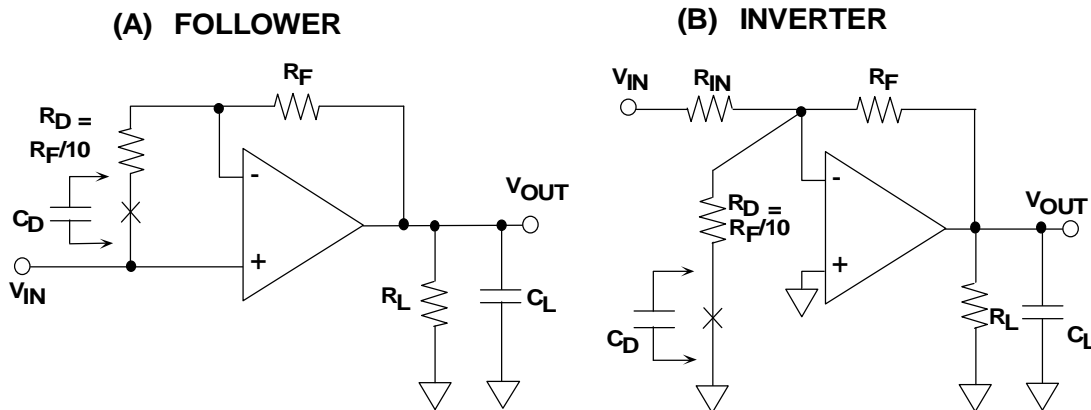 (A) FOLLOWER
RF
RD =
RF/10
CD
-
+
VIN
VOUT
RL
CL
(B) INVERTER
VIN
RIN
RF
RD =
RF/10
CD
-
+
VOUT
RL
CL